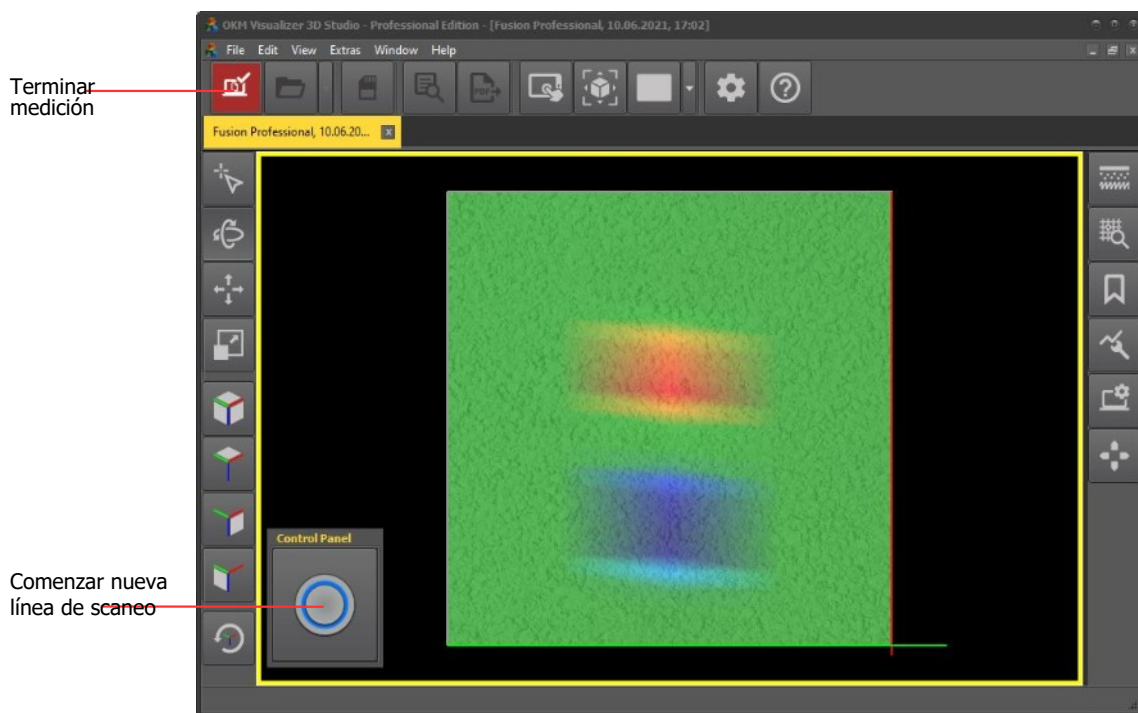 OKM Visualizer 3D Studio - Professional Edition - [Fusion Professional, 10.06.2021, 17:02]
File Edit View Extras Window Help
Terminar
medición
PDF
Fusion Professional, 10.06.20...
Control Panel
Comenzar nueva
línea de scaneo